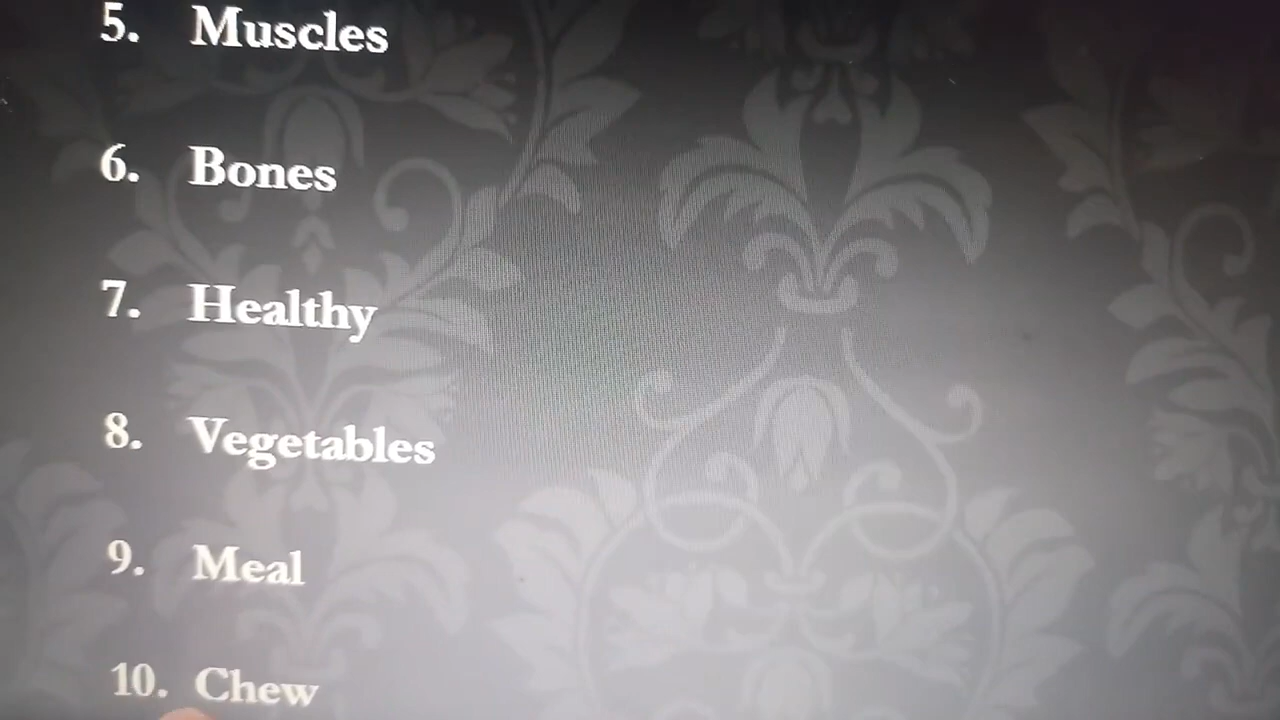 5. Muscles
6. Bones
7. Healthy
8. Vegetables
9. Meal
10. Chew